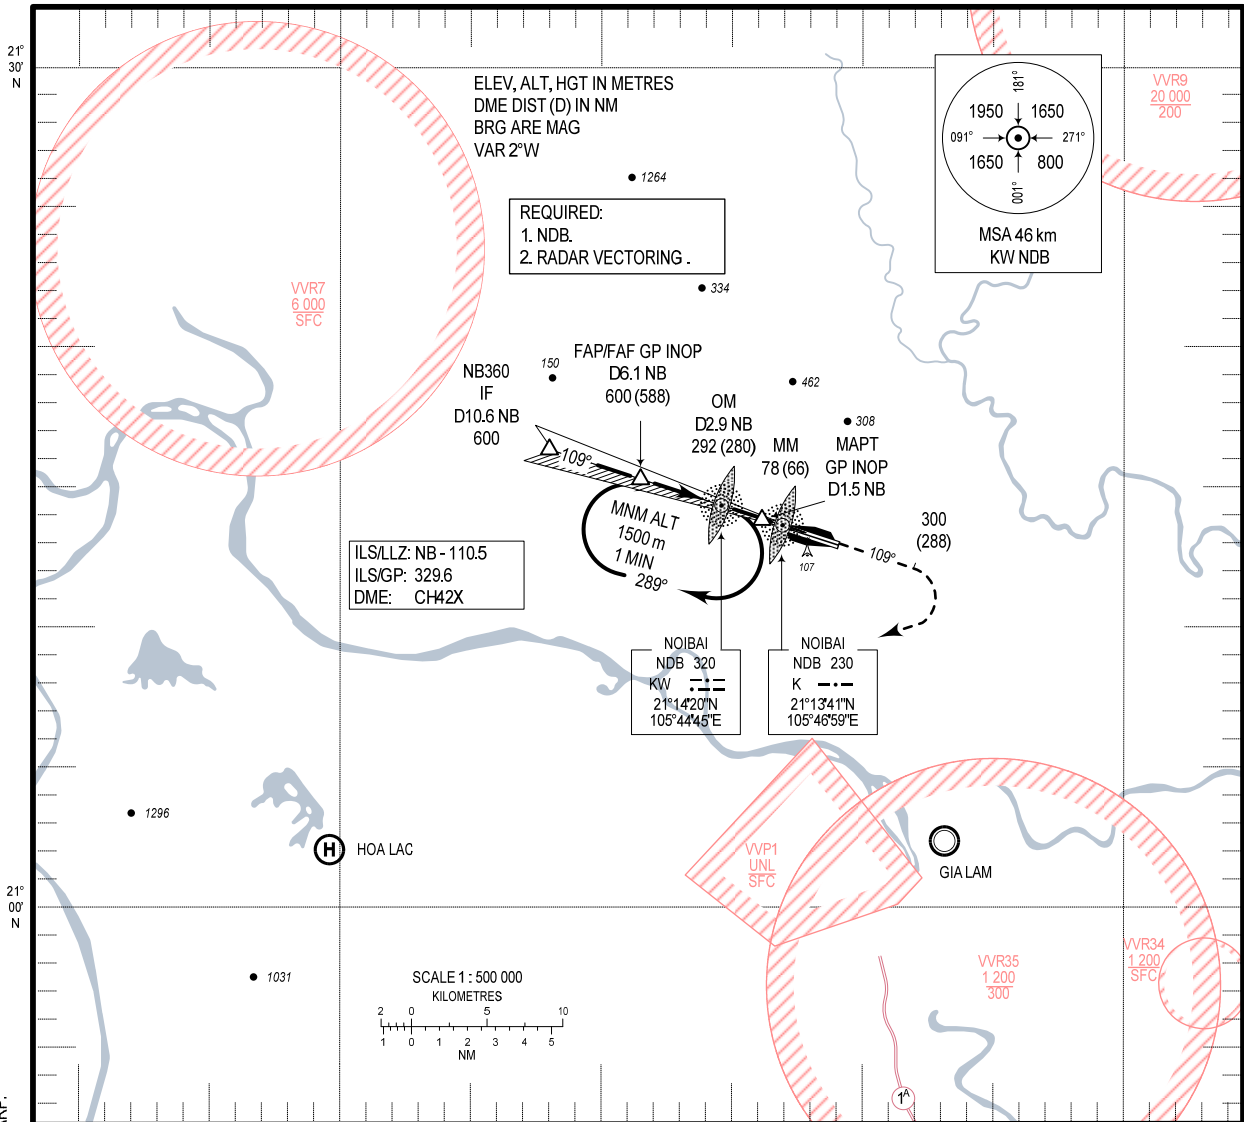 21°
30'
N
ELEV, ALT, HGT IN METRES
DME DIST (D) IN NM
BRG ARE MAG
VAR 2°W
1264
REQUIRED:
1. NDB.
2. RADAR VECTORING .
334
181°
1950 1650
091° 271°
1650 800
001°
MSA 46 km
KW NDB
VVR9
20 000
200
VVR7
6 000
SFC
NB360
IF
D10.6 NB
600
150
FAP/FAF GP INOP
D6.1 NB
600 (588)
462
OM
D2.9 NB
292 (280)
308
MM
78 (66)
MAPT
GP INOP
D1.5 NB
109°
MNM ALT
1500 m
1 MIN
289°
107
109°
300
(288)
ILS/LLZ: NB - 110.5
ILS/GP: 329.6
DME: CH42X
NOIBAI
NDB 320
KW
21°14'20"N
105°44'45"E
NOIBAI
NDB 230
K
21°13'41"N
105°46'59"E
1296
H HOA LAC
VVP1
UNL
SFC
GIA LAM
21°
00'
N
1031
SCALE 1 : 500 000
KILOMETRES
2 0 5 10
1 0 1 2 3 4 5
NM
VVR35
1 200
300
VVR34
1 200
SFC
1A
ARP.